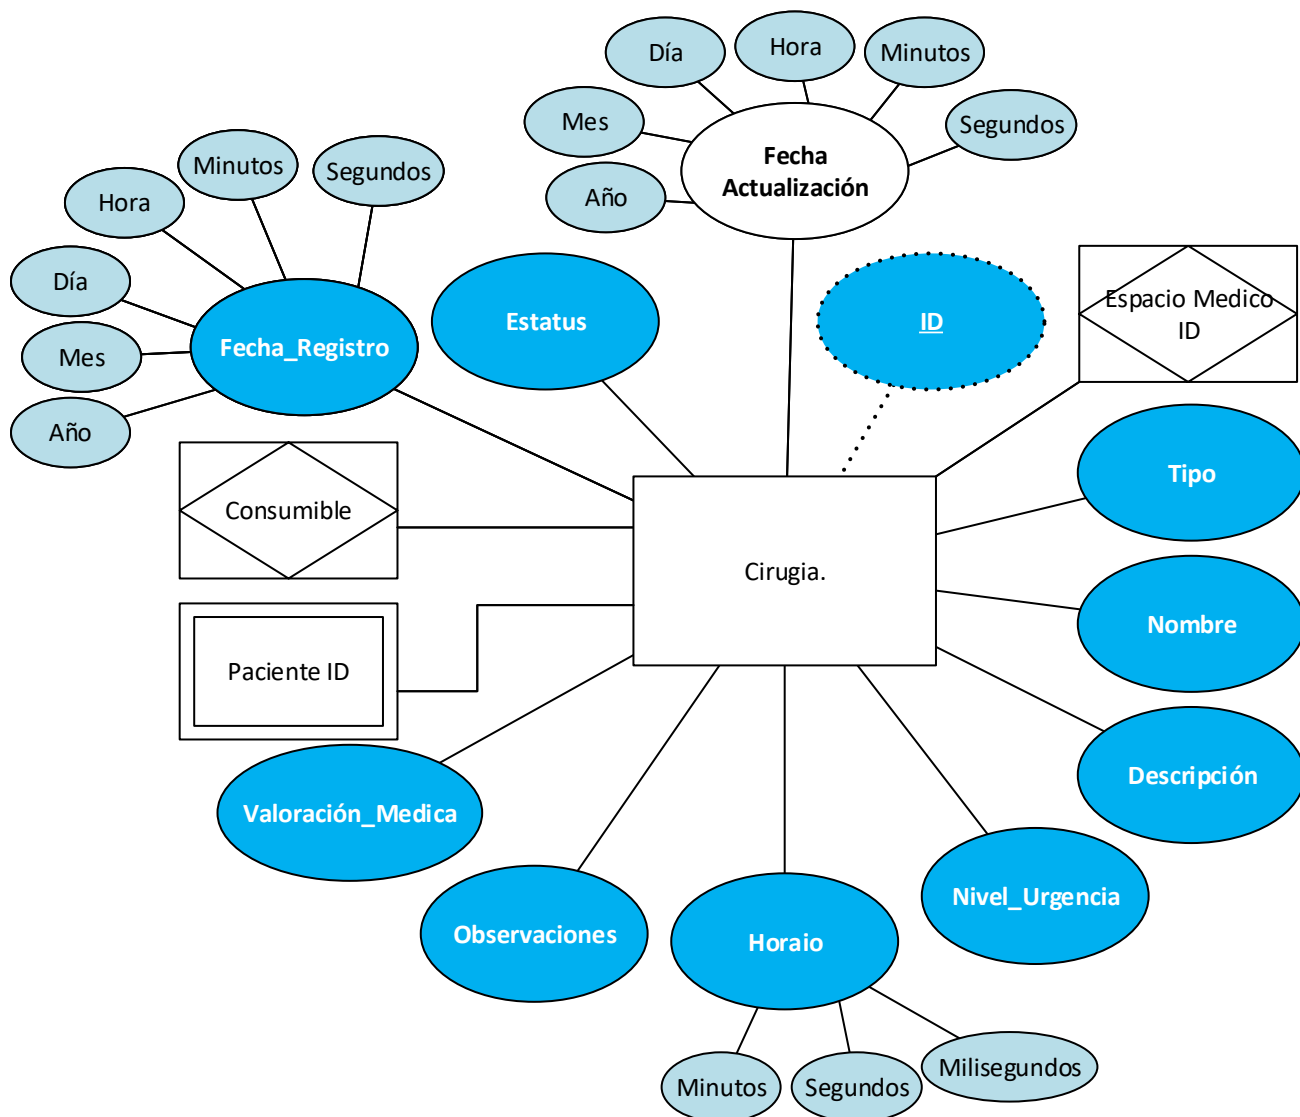 Día
Hora
Minutos
Mes
Segundos
Fecha
Actualización
Año
Minutos
Segundos
Hora
Día
Mes
Año
Fecha_Registro
Estatus
ID
Espacio Medico
ID
Tipo
Consumible
Cirugia.
Nombre
Paciente ID
Descripción
Valoración_Medica
Nivel_Urgencia
Observaciones
Horaio
Minutos
Segundos
Milisegundos